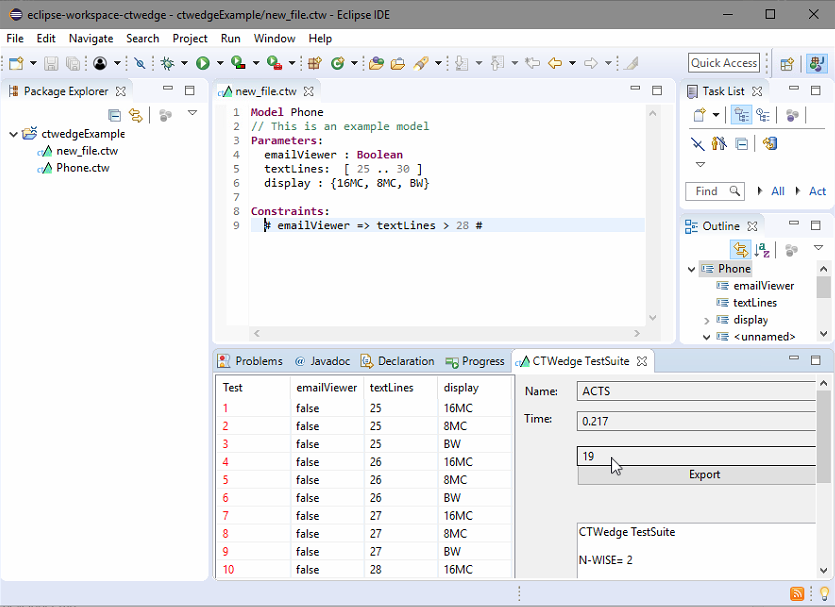 eclipse-workspace-ctwedge - ctwedgeExample/new_file.ctw - Eclipse IDE
File Edit Navigate Search Project Run Window Help
Quick Access
Package Explorer
ctwedgeExample
new_file.ctw
Phone.ctw
new_file.ctw
1 Model Phone
2 // This is an example model
3 Parameters:
4 emailViewer : Boolean
5 textLines: [ 25 .. 30 ]
6 display : {16MC, 8MC, BW}
7
8 Constraints:
9 # emailViewer => textLines > 28 #
Task List
Find All Act
Outline
Phone
emailViewer
textLines
display
<unnamed>
Problems @ Javadoc Declaration Progress CTWedge TestSuite
Test emailViewer textLines display
1 false 25 16MC
2 false 25 8MC
3 false 25 BW
4 false 26 16MC
5 false 26 8MC
6 false 26 BW
7 false 27 16MC
8 false 27 8MC
9 false 27 BW
10 false 28 16MC
Name: ACTS
Time: 0.217
19
Export
CTWedge TestSuite
N-WISE= 2